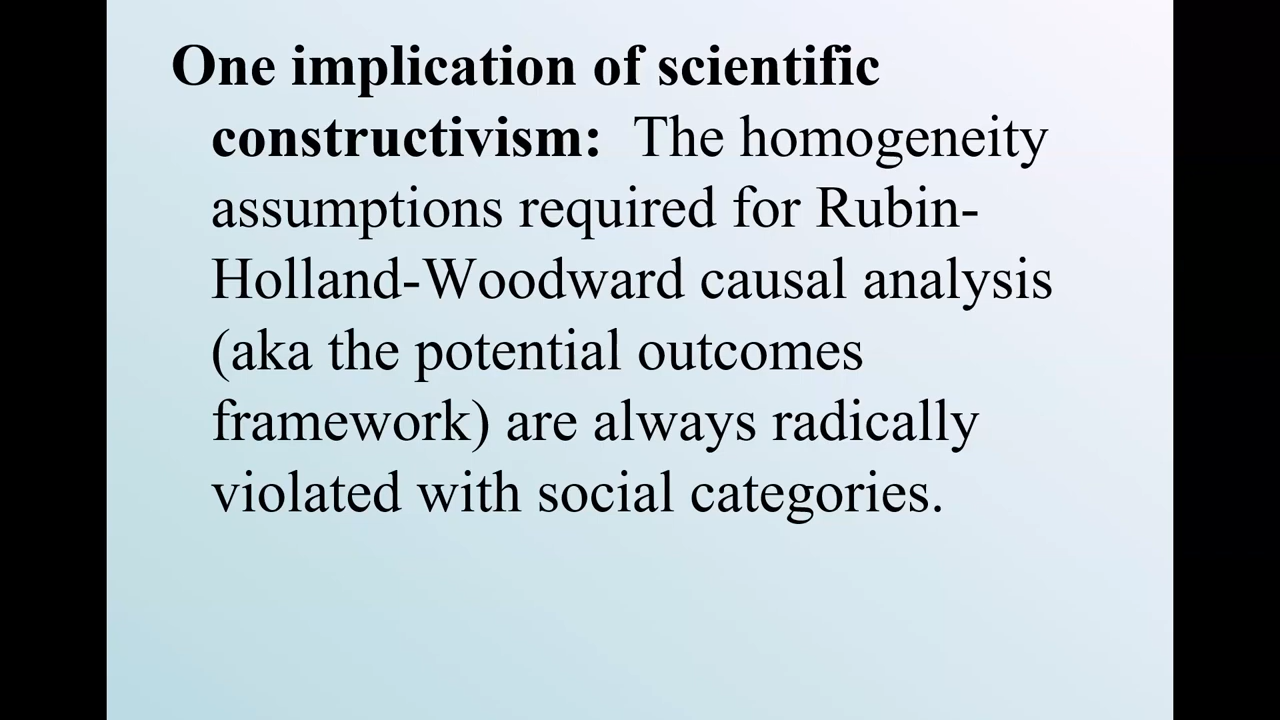 One implication of scientific
constructivism: The homogeneity
assumptions required for Rubin-
Holland-Woodward causal analysis
(aka the potential outcomes
framework) are always radically
violated with social categories.